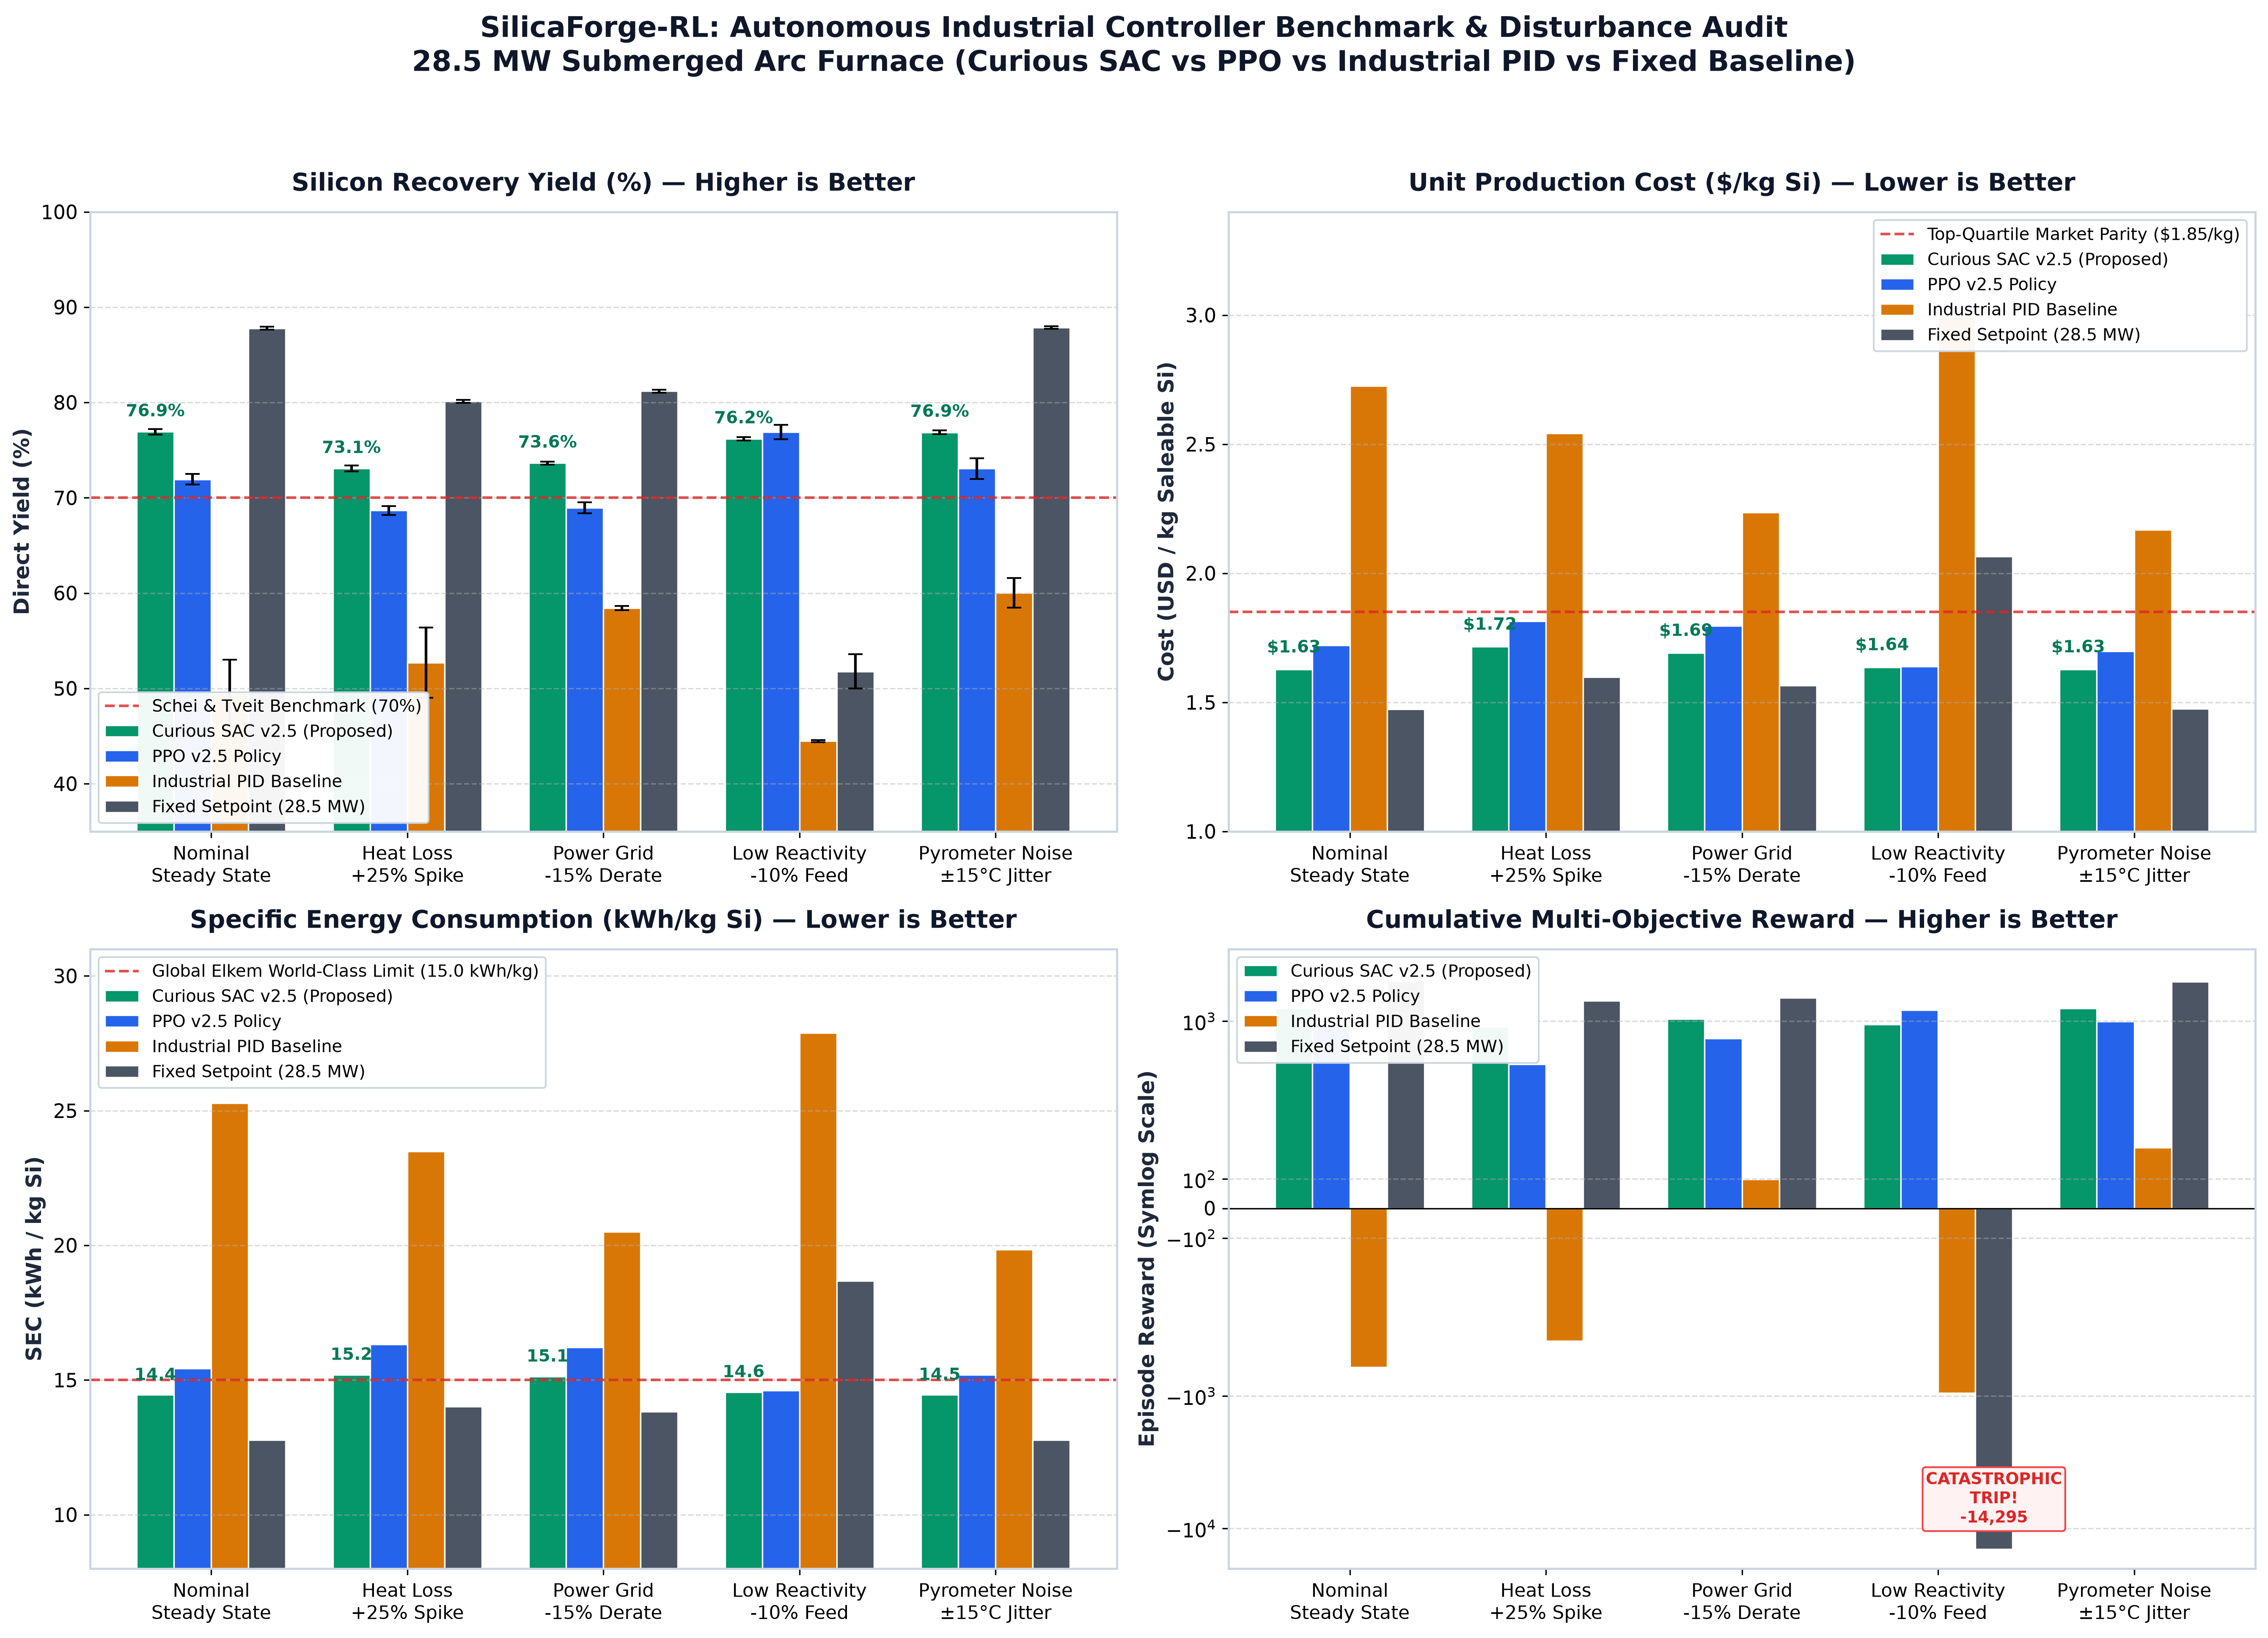 SilicaForge-RL: Autonomous Industrial Controller Benchmark & Disturbance Audit
28.5 MW Submerged Arc Furnace (Curious SAC vs PPO vs Industrial PID vs Fixed Baseline)
Silicon Recovery Yield (%) — Higher is Better
Direct Yield (%)
100
90
80
70
60
50
40
76.9%
73.1%
73.6%
76.2%
76.9%
Schei & Tveit Benchmark (70%)
Curious SAC v2.5 (Proposed)
PPO v2.5 Policy
Industrial PID Baseline
Fixed Setpoint (28.5 MW)
Nominal
Steady State
Heat Loss
+25% Spike
Power Grid
-15% Derate
Low Reactivity
-10% Feed
Pyrometer Noise
±15°C Jitter
Unit Production Cost ($/kg Si) — Lower is Better
Cost (USD / kg Saleable Si)
3.0
2.5
2.0
1.5
1.0
Top-Quartile Market Parity ($1.85/kg)
Curious SAC v2.5 (Proposed)
PPO v2.5 Policy
Industrial PID Baseline
Fixed Setpoint (28.5 MW)
$1.63
$1.72
$1.69
$1.64
$1.63
Nominal
Steady State
Heat Loss
+25% Spike
Power Grid
-15% Derate
Low Reactivity
-10% Feed
Pyrometer Noise
±15°C Jitter
Specific Energy Consumption (kWh/kg Si) — Lower is Better
SEC (kWh / kg Si)
30
25
20
15
10
Global Elkem World-Class Limit (15.0 kWh/kg)
Curious SAC v2.5 (Proposed)
PPO v2.5 Policy
Industrial PID Baseline
Fixed Setpoint (28.5 MW)
14.4
15.2
15.1
14.6
14.5
Nominal
Steady State
Heat Loss
+25% Spike
Power Grid
-15% Derate
Low Reactivity
-10% Feed
Pyrometer Noise
±15°C Jitter
Cumulative Multi-Objective Reward — Higher is Better
Episode Reward (Symlog Scale)
10³
10²
0
−10²
−10³
−10⁴
Curious SAC v2.5 (Proposed)
PPO v2.5 Policy
Industrial PID Baseline
Fixed Setpoint (28.5 MW)
CATASTROPHIC
TRIP!
-14,295
Nominal
Steady State
Heat Loss
+25% Spike
Power Grid
-15% Derate
Low Reactivity
-10% Feed
Pyrometer Noise
±15°C Jitter